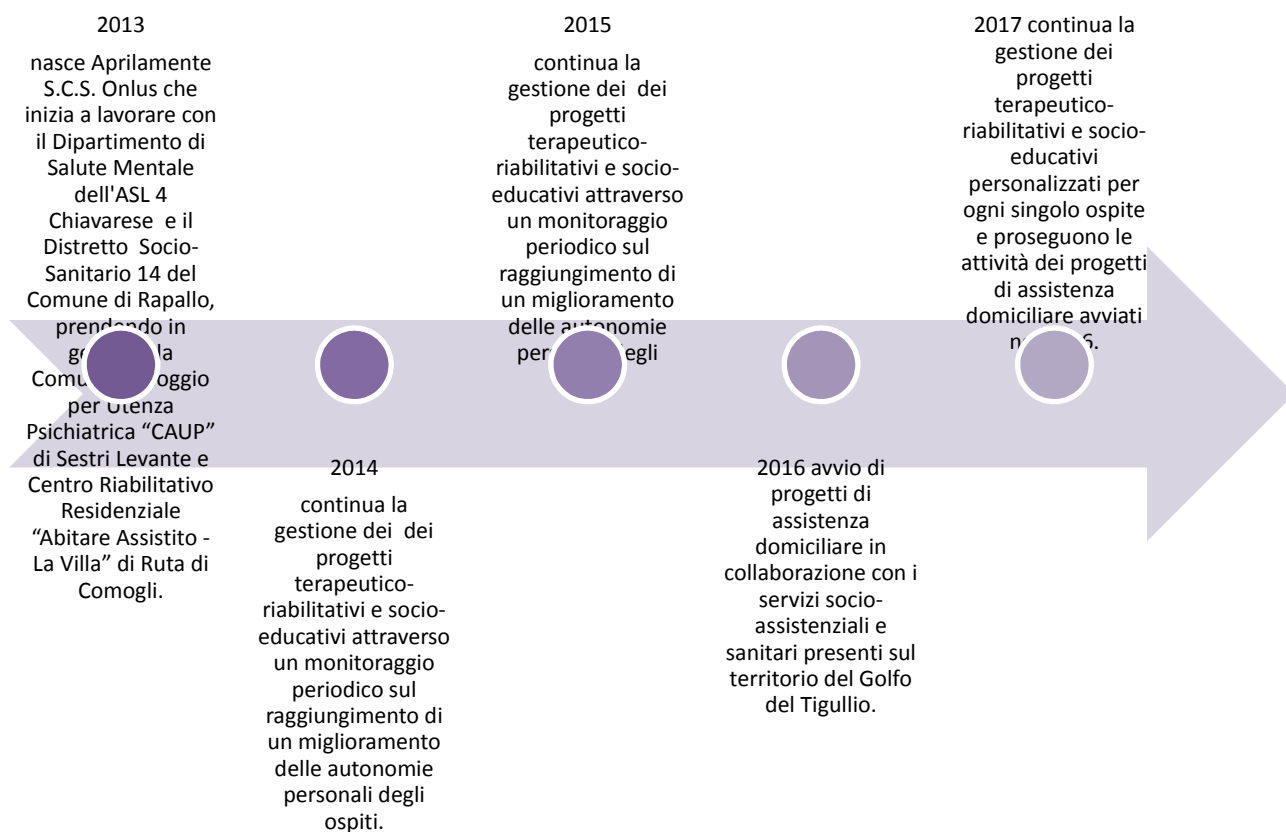 2013
nasce Aprilamente
S.C.S. Onlus che
inizia a lavorare con
il Dipartimento di
Salute Mentale
dell'ASL 4
Chiavarese e il
Distretto Socio-
Sanitario 14 del
Comune di Rapallo,
prendendo in
la
per Utenza
Psichiatrica “CAUP”
di Sestri Levante e
Centro Riabilitativo
Residenziale
“Abitare Assistito -
La Villa” di Ruta di
Comogli.
2014
continua la
gestione dei dei
progetti
terapeutico-
riabilitativi e socio-
educativi attraverso
un monitoraggio
periodico sul
raggiungimento di
un miglioramento
delle autonomie
personali degli
ospiti.
2015
continua la
gestione dei dei
progetti
terapeutico-
riabilitativi e socio-
educativi attraverso
un monitoraggio
periodico sul
raggiungimento di
un miglioramento
delle autonomie
2016 avvio di
progetti di
assistenza
domiciliare in
collaborazione con i
servizi socio-
assistenziali e
sanitari presenti sul
territorio del Golfo
del Tigullio.
2017 continua la
gestione dei
progetti
terapeutico-
riabilitativi e socio-
educativi
personalizzati per
ogni singolo ospite
e proseguono le
attività dei progetti
di assistenza
domiciliare avviati